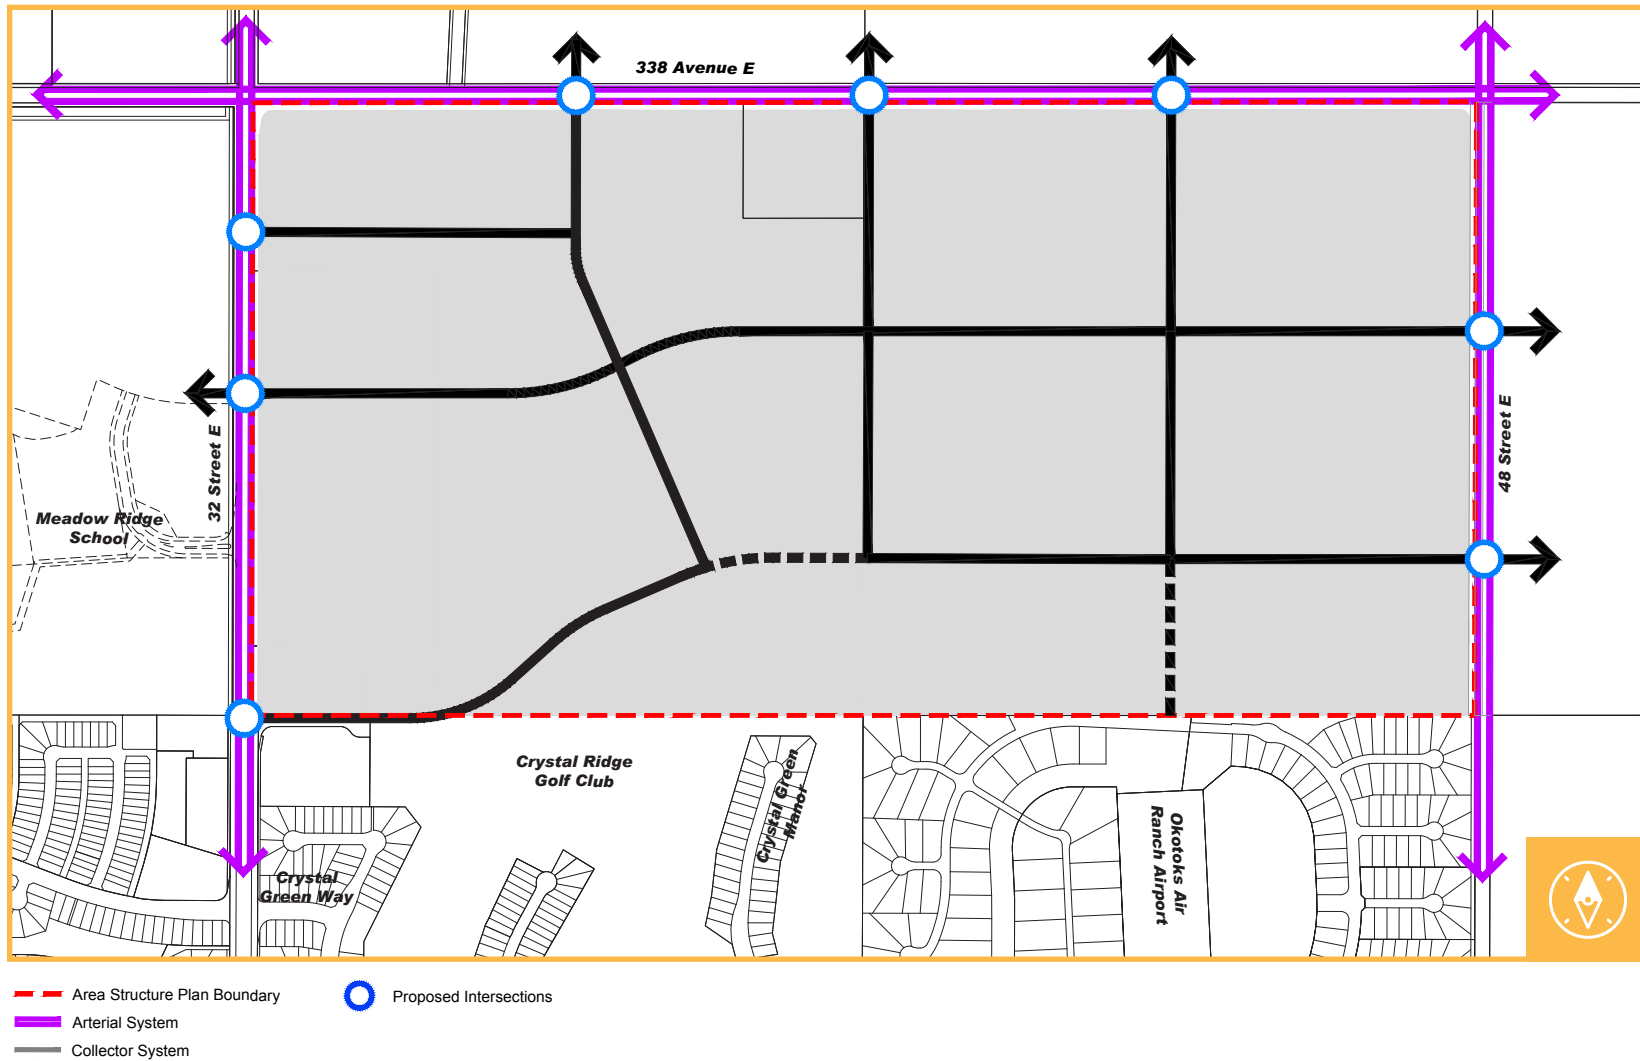 338 Avenue E
32 Street E
48 Street E
Meadow Ridge
School
Crystal Ridge
Golf Club
Crystal Green
Manor
Okotoks Air
Ranch Airport
Crystal
Green Way
Area Structure Plan Boundary
Proposed Intersections
Arterial System
Collector System